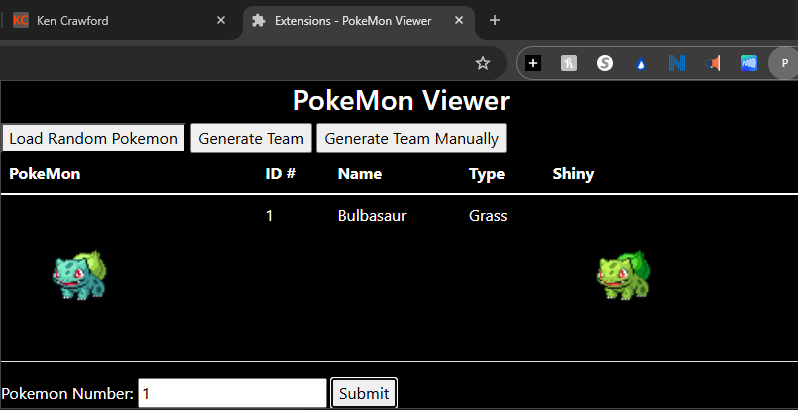 KC Ken Crawford Extensions - PokeMon Viewer
P
PokeMon Viewer
Load Random Pokemon Generate Team Generate Team Manually
PokeMon ID # Name Type Shiny
1 Bulbasaur Grass
Pokemon Number: 1 Submit